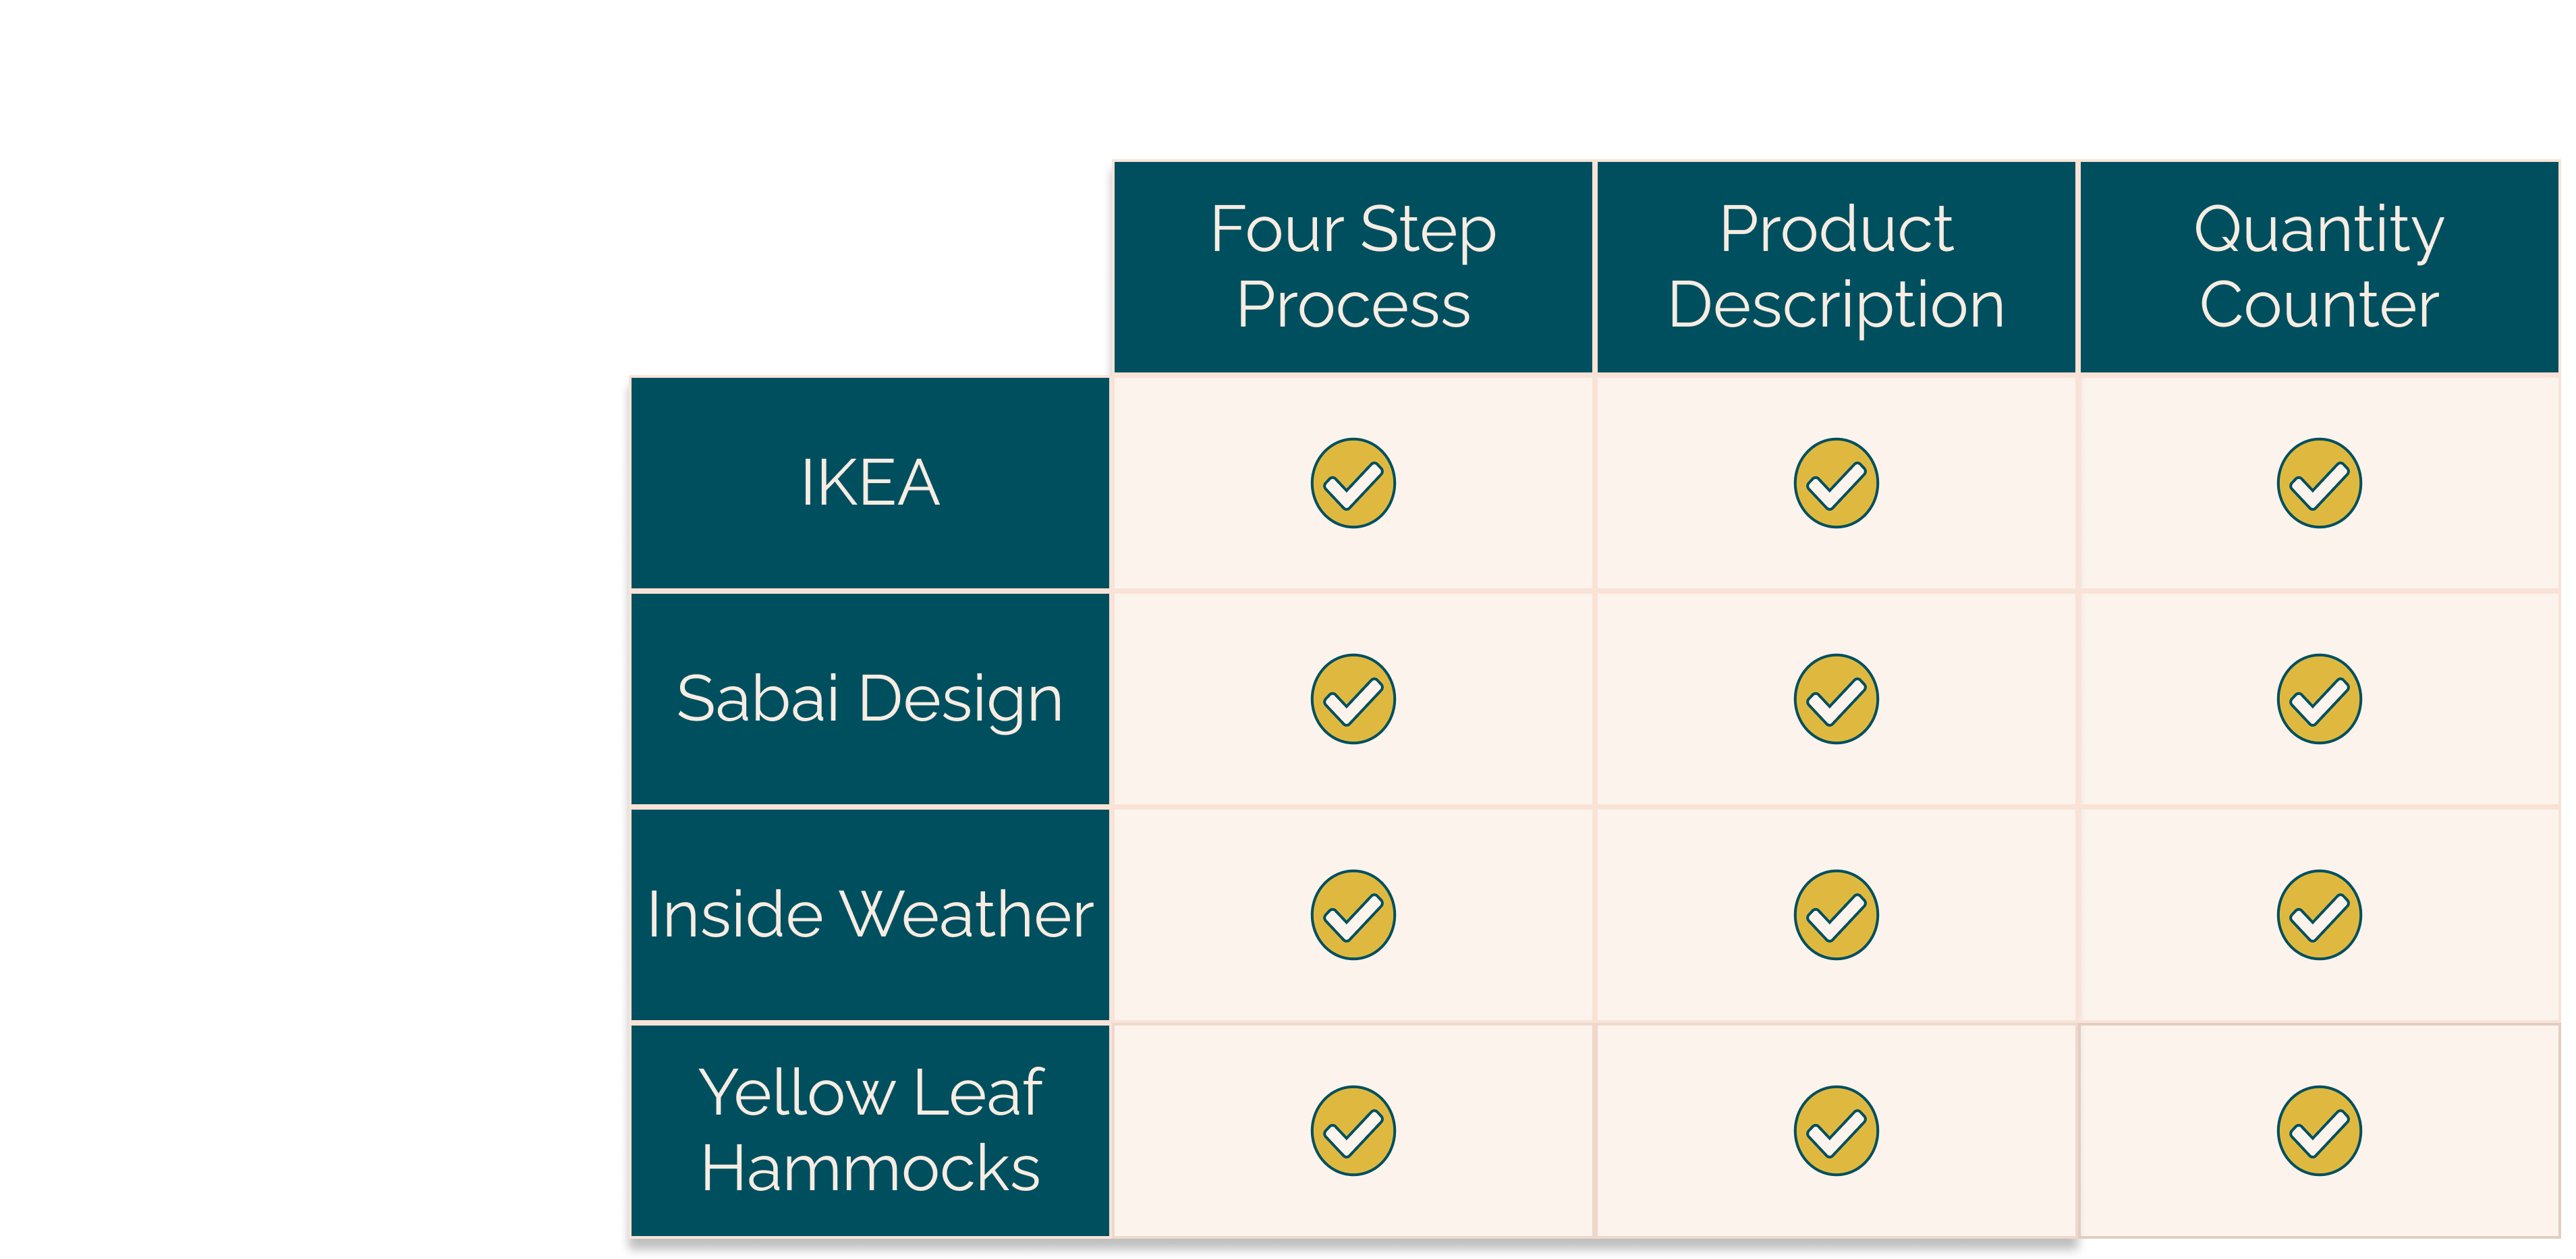 Four Step
Process
Product
Description
Quantity
Counter
IKEA
Sabai Design
Inside Weather
Yellow Leaf
Hammocks